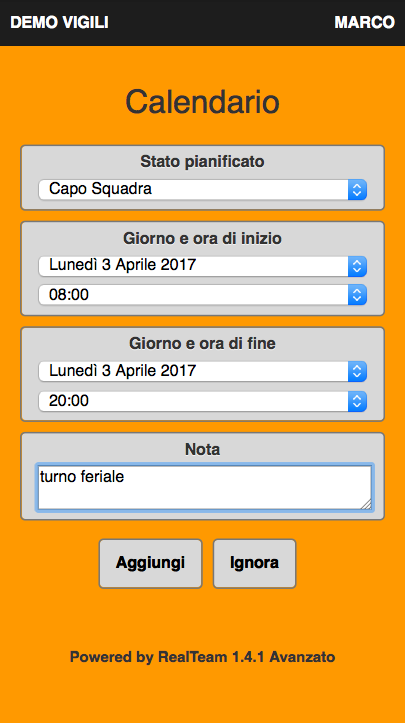 DEMO VIGILI MARCO
Calendario
Stato pianificato
Capo Squadra
Giorno e ora di inizio
Lunedì 3 Aprile 2017
08:00
Giorno e ora di fine
Lunedì 3 Aprile 2017
20:00
Nota
turno feriale
Aggiungi Ignora
Powered by RealTeam 1.4.1 Avanzato